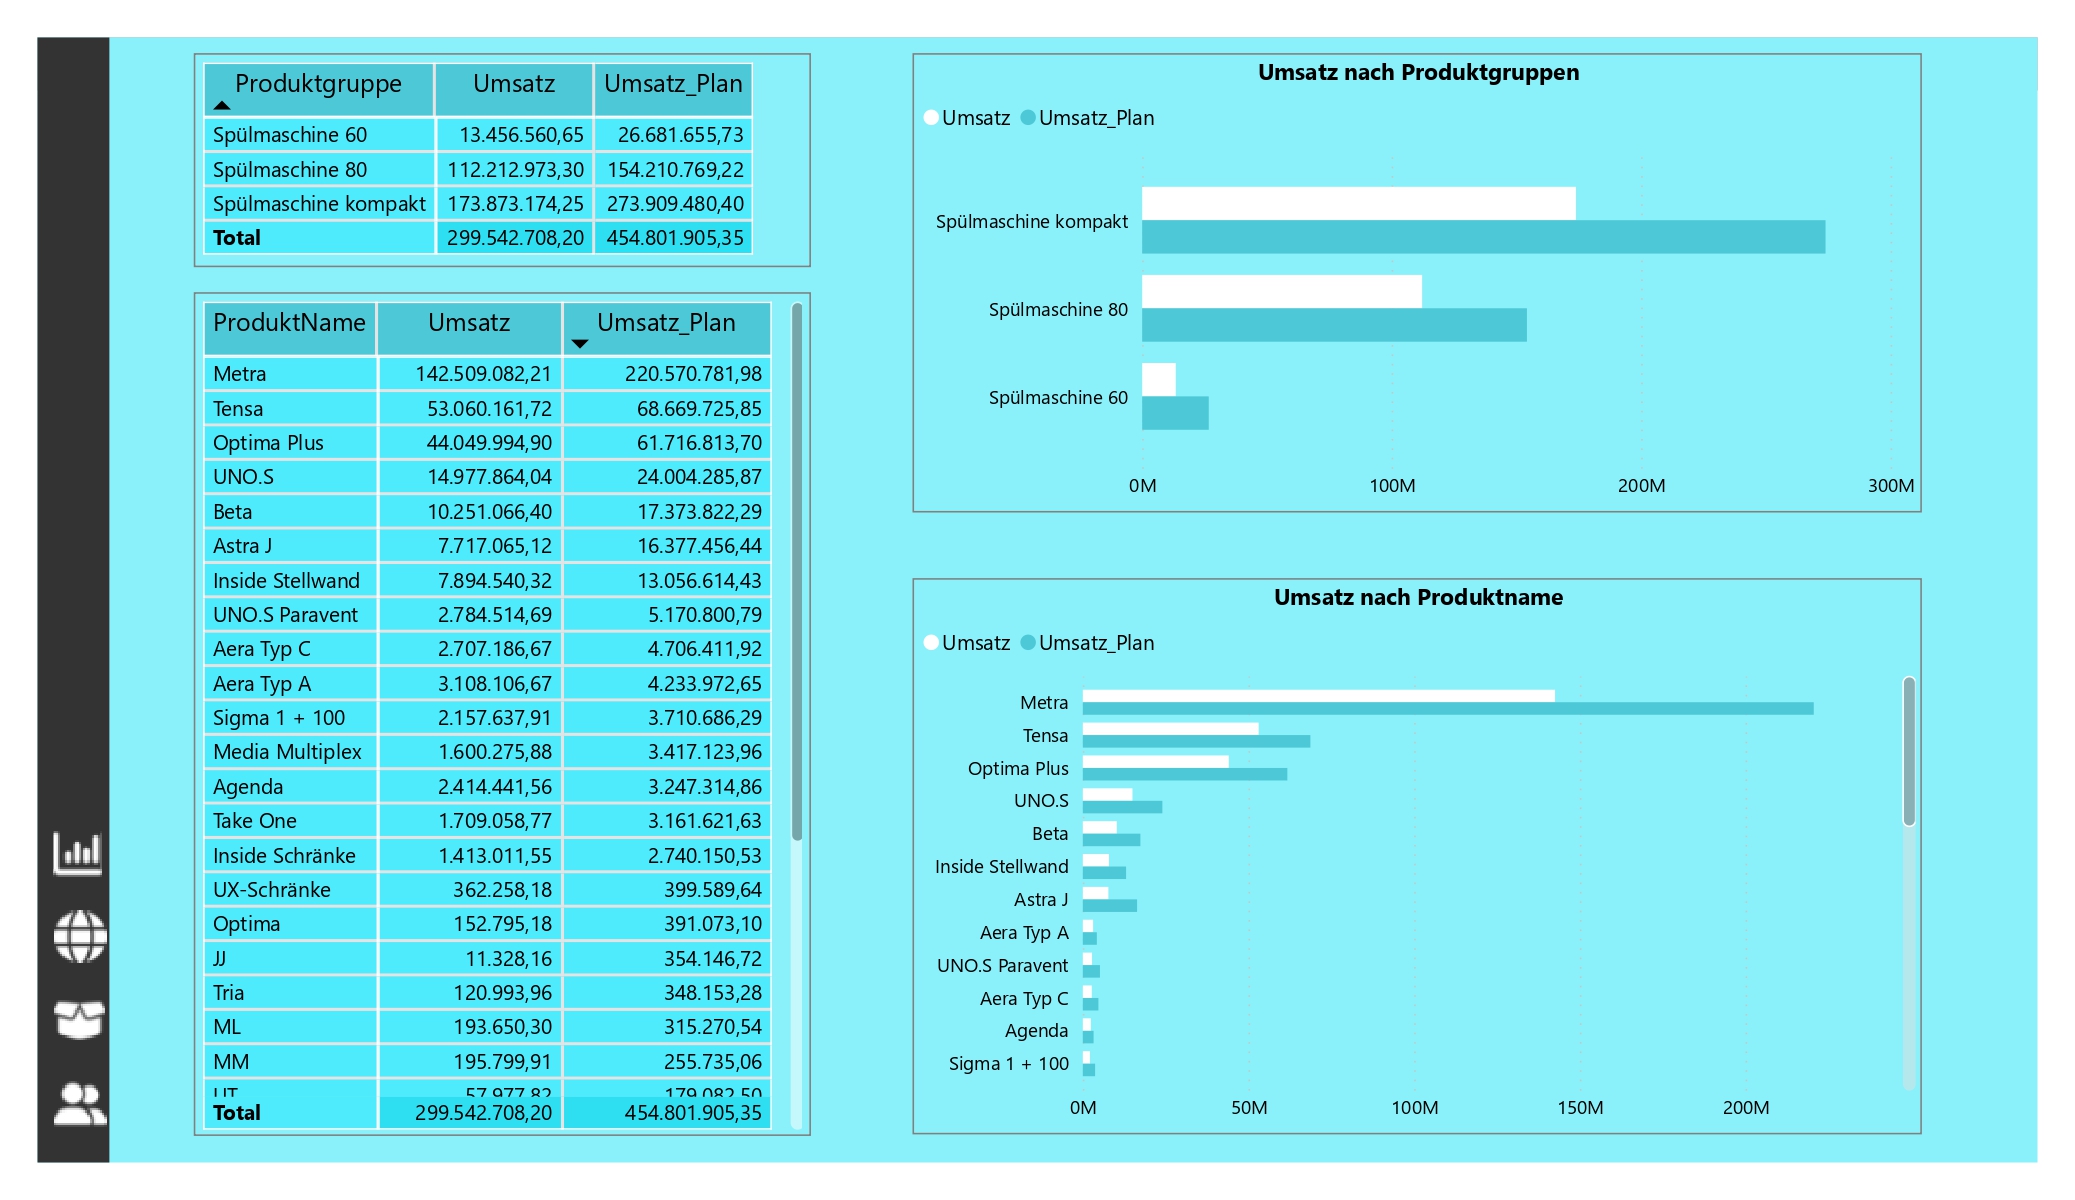 Produktgruppe Umsatz Umsatz_Plan
Spülmaschine 60 13.456.560,65 26.681.655,73
Spülmaschine 80 112.212.973,30 154.210.769,22
Spülmaschine kompakt 173.873.174,25 273.909.480,40
Total 299.542.708,20 454.801.905,35
ProduktName Umsatz Umsatz_Plan
Metra 142.509.082,21 220.570.781,98
Tensa 53.060.161,72 68.669.725,85
Optima Plus 44.049.994,90 61.716.813,70
UNO.S 14.977.864,04 24.004.285,87
Beta 10.251.066,40 17.373.822,29
Astra J 7.717.065,12 16.377.456,44
Inside Stellwand 7.894.540,32 13.056.614,43
UNO.S Paravent 2.784.514,69 5.170.800,79
Aera Typ C 2.707.186,67 4.706.411,92
Aera Typ A 3.108.106,67 4.233.972,65
Sigma 1 + 100 2.157.637,91 3.710.686,29
Media Multiplex 1.600.275,88 3.417.123,96
Agenda 2.414.441,56 3.247.314,86
Take One 1.709.058,77 3.161.621,63
Inside Schränke 1.413.011,55 2.740.150,53
UX-Schränke 362.258,18 399.589,64
Optima 152.795,18 391.073,10
JJ 11.328,16 354.146,72
Tria 120.993,96 348.153,28
ML 193.650,30 315.270,54
MM 195.799,91 255.735,06
57.977,82 179.082,50
Total 299.542.708,20 454.801.905,35
Umsatz nach Produktgruppen
Umsatz Umsatz_Plan
Spülmaschine kompakt
Spülmaschine 80
Spülmaschine 60
0M 100M 200M 300M
Umsatz nach Produktname
Umsatz Umsatz_Plan
Metra
Tensa
Optima Plus
UNO.S
Beta
Inside Stellwand
Astra J
Aera Typ A
UNO.S Paravent
Aera Typ C
Agenda
Sigma 1 + 100
0M 50M 100M 150M 200M